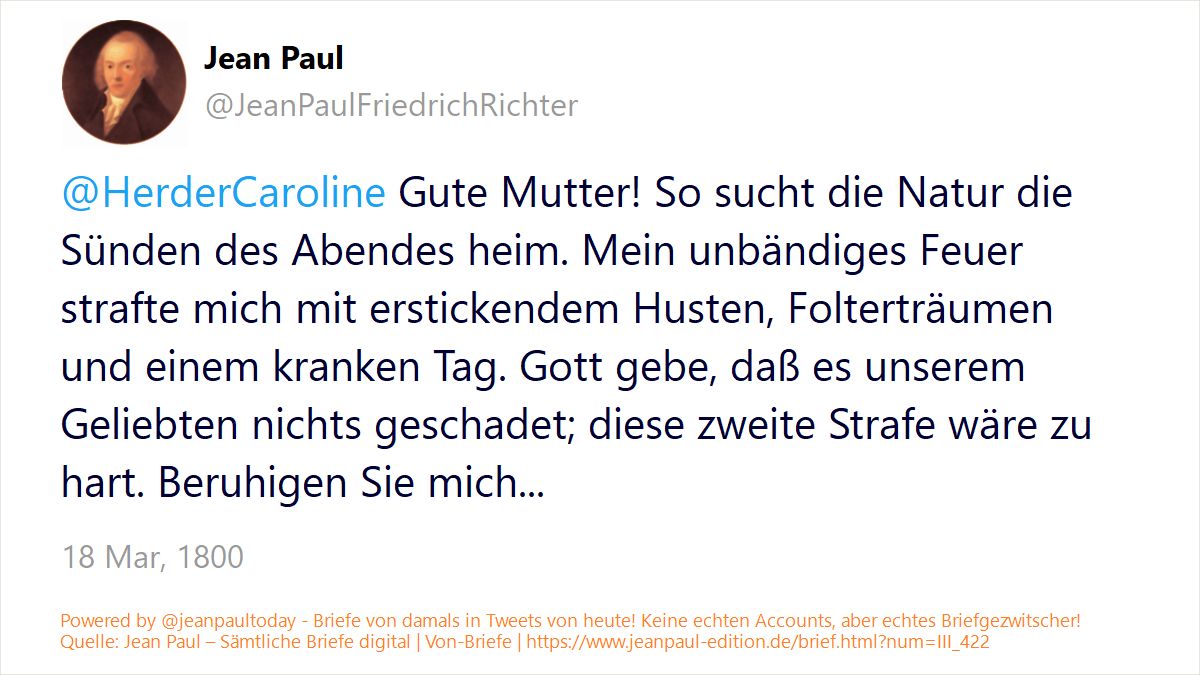 Jean Paul
@JeanPaulFriedrichRichter
@HerderCaroline Gute Mutter! So sucht die Natur die
Sünden des Abendes heim. Mein unbändiges Feuer
strafte mich mit erstickendem Husten, Folterträumen
und einem kranken Tag. Gott gebe, daß es unserem
Geliebten nichts geschadet; diese zweite Strafe wäre zu
hart. Beruhigen Sie mich...
18 Mar, 1800
Powered by @jeanpaultoday - Briefe von damals in Tweets von heute! Keine echten Accounts, aber echtes Briefgezwitscher!
Quelle: Jean Paul – Sämtliche Briefe digital | Von-Briefe | https://www.jeanpaul-edition.de/brief.html?num=III_422